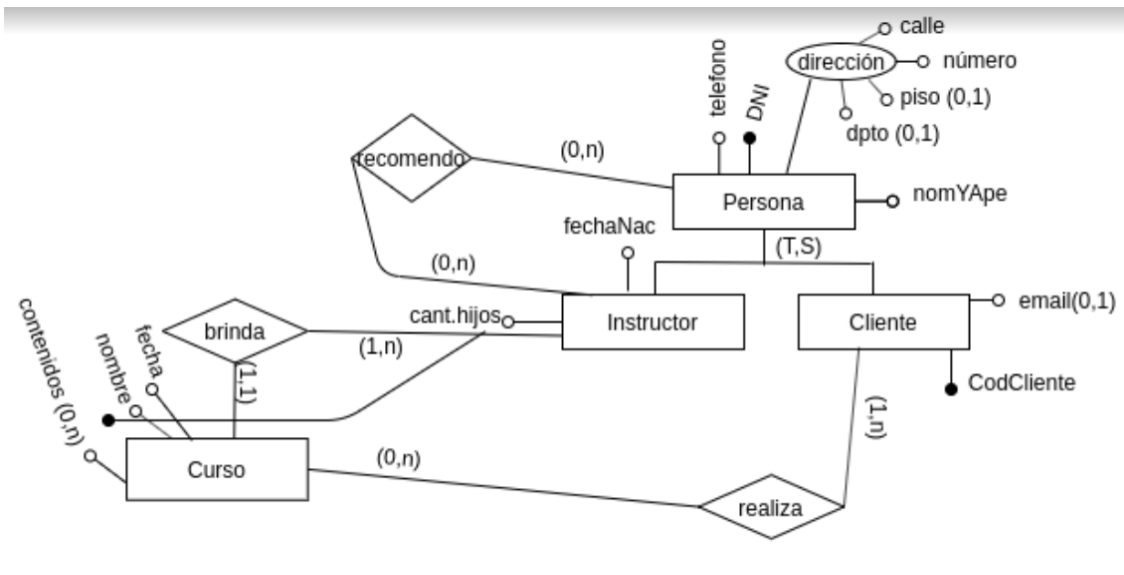 calle
dirección
número
piso (0,1)
dpto (0,1)
telefono
DNI
recomendo
(0,n)
Persona
nomYApe
fechaNac
(T,S)
(0,n)
cant.hijos
Instructor
Cliente
email(0,1)
CodCliente
brinda
(1,n)
(1,1)
contenidos (0,n)
nombre
fecha
(1,n)
Curso
(0,n)
realiza